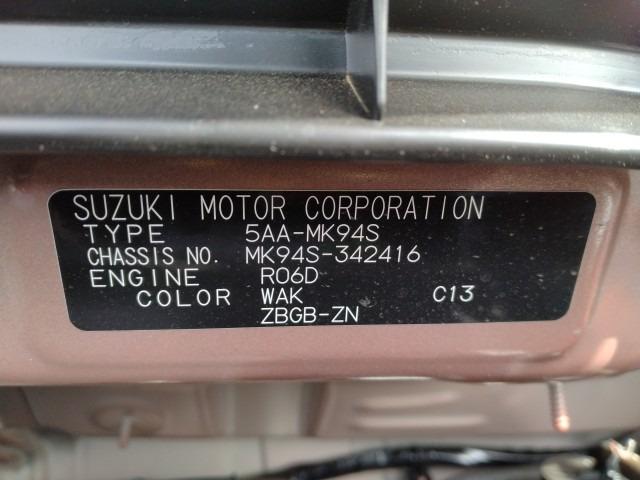 SUZUKI MOTOR CORPORATION
TYPE 5AA-MK94S
CHASSIS NO. MK94S-342416
ENGINE R06D
COLOR WAK C13
ZBGB-ZN